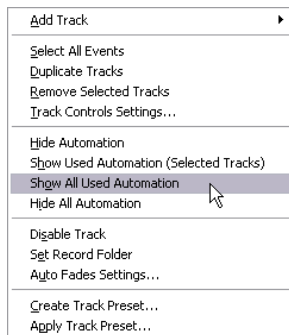 Add Track
Select All Events
Duplicate Tracks
Remove Selected Tracks
Track Controls Settings...
Hide Automation
Show Used Automation (Selected Tracks)
Show All Used Automation
Hide All Automation
Disable Track
Set Record Folder
Auto Fades Settings...
Create Track Preset...
Apply Track Preset...